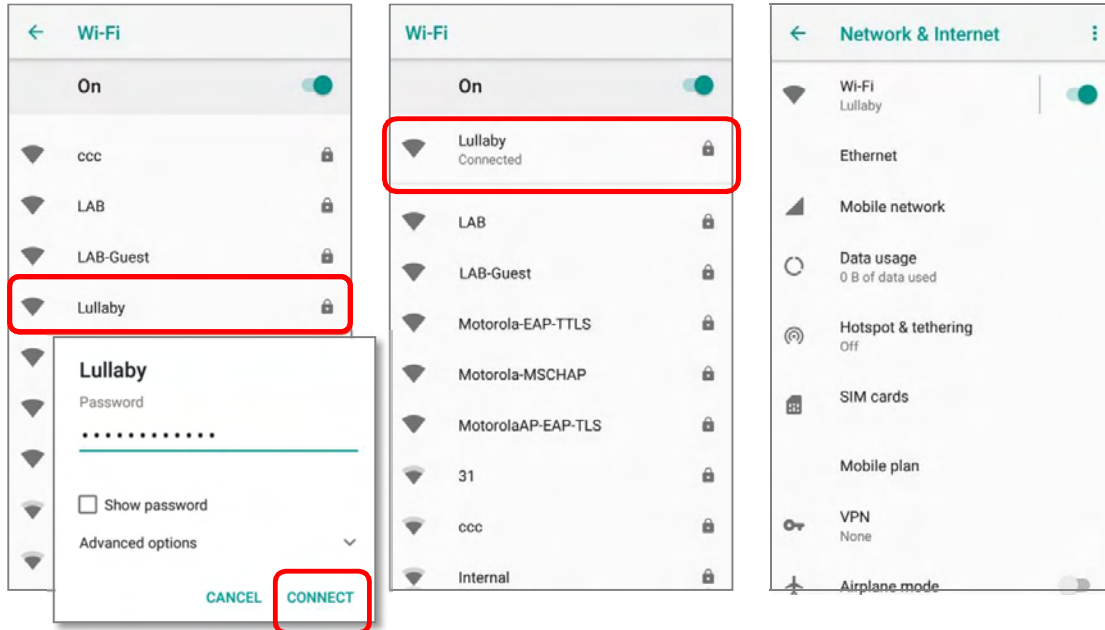 Wi-Fi
On
ccc
LAB
LAB-Guest
Lullaby
Lullaby
Password
••••••••••••
Show password
Advanced options
CANCEL CONNECT
Wi-Fi
On
Lullaby
Connected
LAB
LAB-Guest
Motorola-EAP-TTLS
Motorola-MSCHAP
MotorolaAP-EAP-TLS
31
ccc
Internal
Network & Internet
Wi-Fi
Lullaby
Ethernet
Mobile network
Data usage
0 B of data used
Hotspot & tethering
Off
SIM cards
Mobile plan
VPN
None
Airplane mode